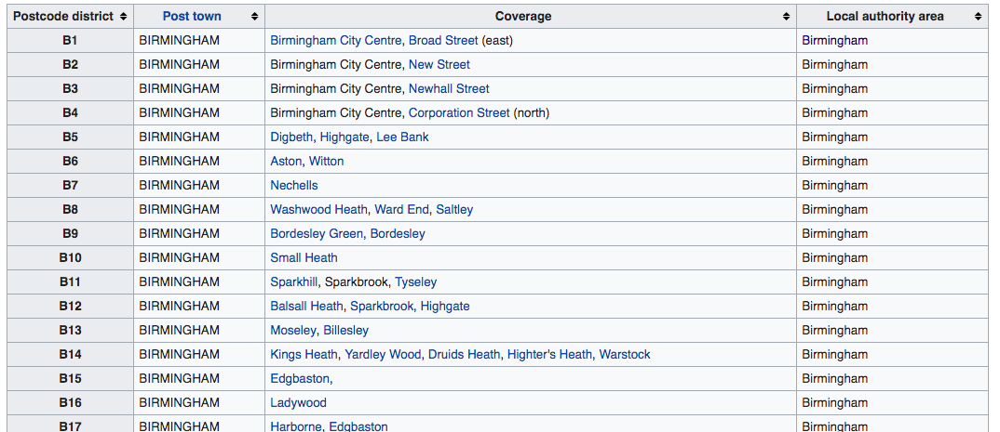 Postcode district Post town Coverage Local authority area
B1 BIRMINGHAM Birmingham City Centre, Broad Street (east) Birmingham
B2 BIRMINGHAM Birmingham City Centre, New Street Birmingham
B3 BIRMINGHAM Birmingham City Centre, Newhall Street Birmingham
B4 BIRMINGHAM Birmingham City Centre, Corporation Street (north) Birmingham
B5 BIRMINGHAM Digbeth, Highgate, Lee Bank Birmingham
B6 BIRMINGHAM Aston, Witton Birmingham
B7 BIRMINGHAM Nechells Birmingham
B8 BIRMINGHAM Washwood Heath, Ward End, Saltley Birmingham
B9 BIRMINGHAM Bordesley Green, Bordesley Birmingham
B10 BIRMINGHAM Small Heath Birmingham
B11 BIRMINGHAM Sparkhill, Sparkbrook, Tyseley Birmingham
B12 BIRMINGHAM Balsall Heath, Sparkbrook, Highgate Birmingham
B13 BIRMINGHAM Moseley, Billesley Birmingham
B14 BIRMINGHAM Kings Heath, Yardley Wood, Druids Heath, Highter's Heath, Warstock Birmingham
B15 BIRMINGHAM Edgbaston, Birmingham
B16 BIRMINGHAM Ladywood Birmingham
B17 BIRMINGHAM Harborne, Edgbaston Birmingham